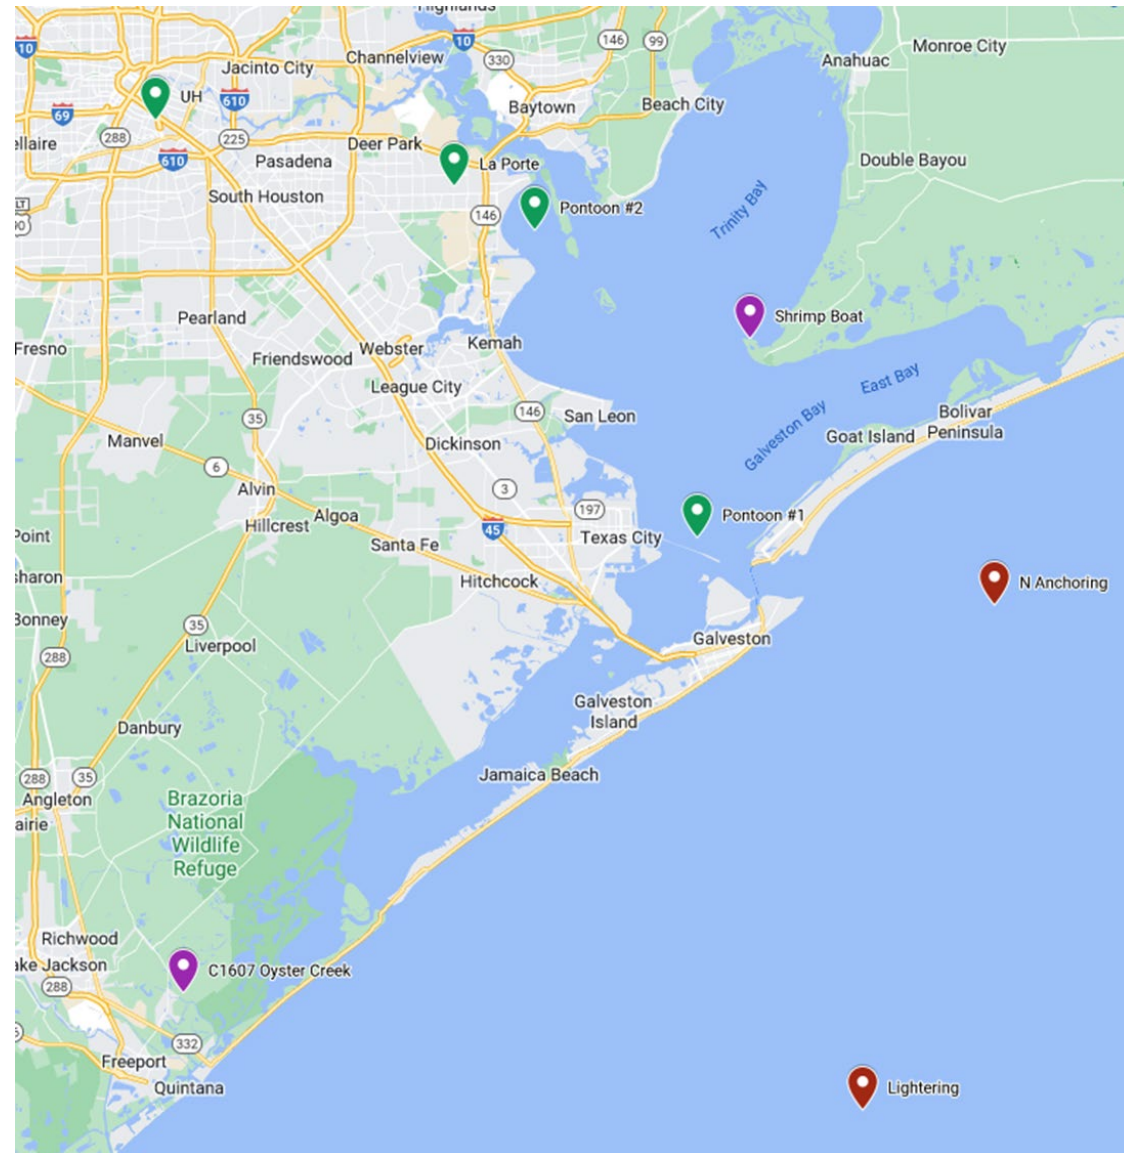 Highlands
10
10
146
99
330
Monroe City
Anahuac
Channelview
Jacinto City
UH
610
69
Baytown
Beach City
288
225
ellaire
Deer Park
610
Pasadena
La Porte
Double Bayou
South Houston
LT
90
146
Pontoon #2
Trinity Bay
Pearland
Shrimp Boat
Fresno
Webster
Kemah
Friendswood
League City
East Bay
146
San Leon
35
Galveston Bay
Bolivar
Peninsula
Goat Island
Manvel
Dickinson
6
Alvin
3
197
Pontoon #1
Hillcrest
Algoa
45
Point
Santa Fe
Texas City
sharon
Hitchcock
N Anchoring
Bonney
35
Liverpool
288
Galveston
Galveston
Island
Danbury
Jamaica Beach
288
35
Angleton
airie
Brazoria
National
Wildlife
Refuge
Richwood
ake Jackson
C1607 Oyster Creek
288
332
Freeport
Quintana
Lightering